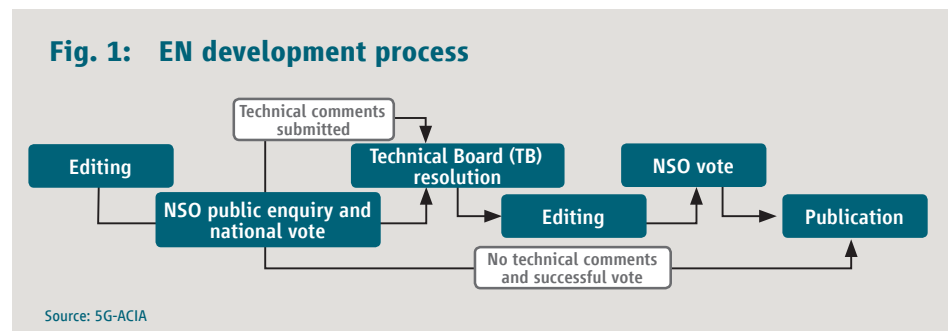 Fig. 1: EN development process
Technical comments
submitted
Editing
Technical Board (TB)
resolution
NSO vote
NSO public enquiry and
national vote
Editing
Publication
No technical comments
and successful vote
Source: 5G-ACIA